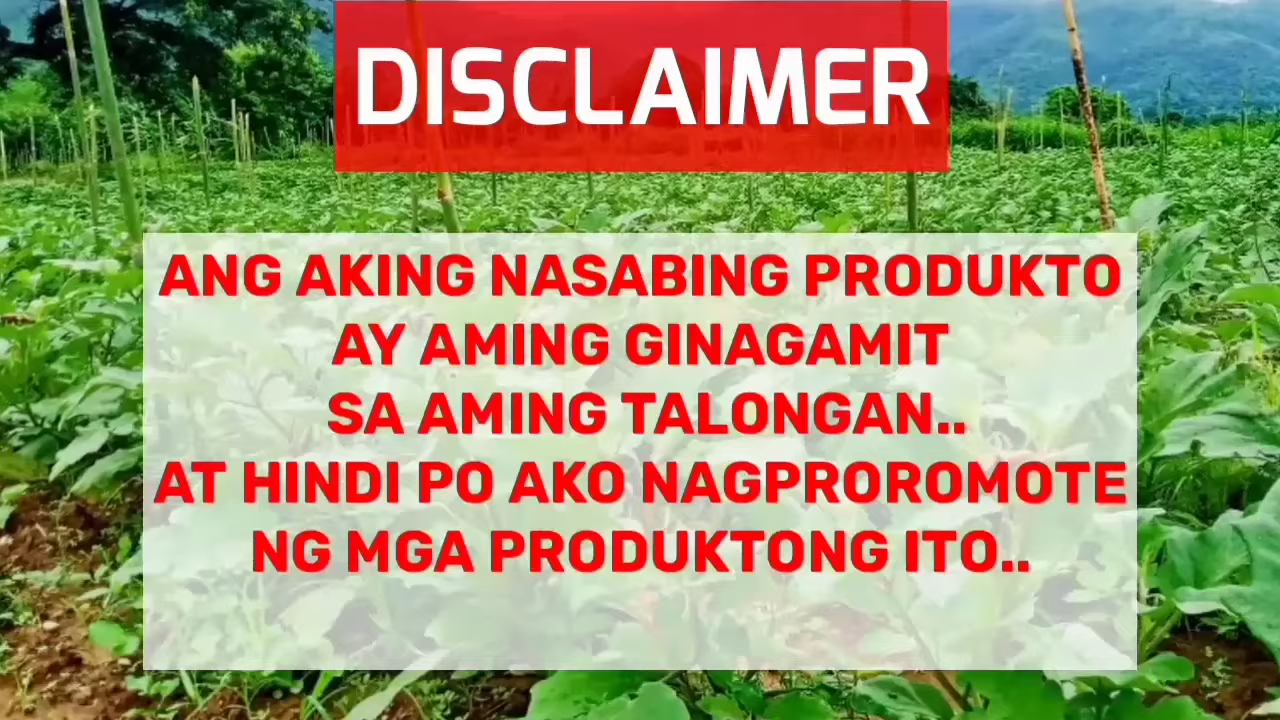 DISCLAIMER
ANG AKING NASABING PRODUKTO
AY AMING GINAGAMIT
SA AMING TALONGAN..
AT HINDI PO AKO NAGPROROMOTE
NG MGA PRODUKTONG ITO..